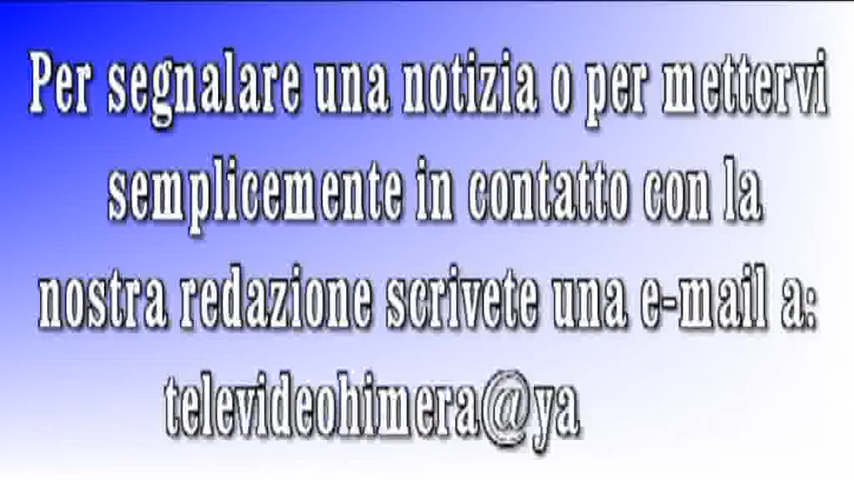 Per segnalare una notizia o per mettervi
semplicemente in contatto con la
nostra redazione scrivete una e-mail a:
televideohimera@ya